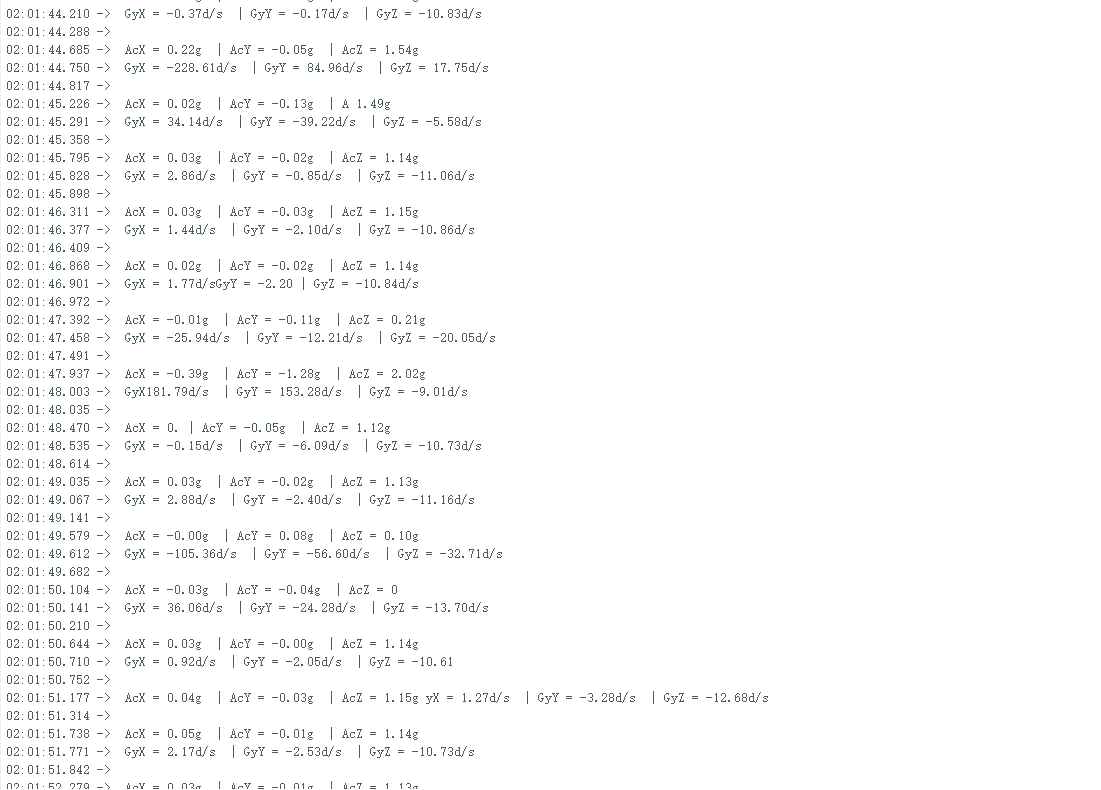 02:01:44.210 -> GyX = -0.37d/s | GyY = -0.17d/s | GyZ = -10.83d/s
02:01:44.288 ->
02:01:44.685 -> AcX = 0.22g | AcY = -0.05g | AcZ = 1.54g
02:01:44.750 -> GyX = -228.61d/s | GyY = 84.96d/s | GyZ = 17.75d/s
02:01:44.817 ->
02:01:45.226 -> AcX = 0.02g | AcY = -0.13g | A 1.49g
02:01:45.291 -> GyX = 34.14d/s | GyY = -39.22d/s | GyZ = -5.58d/s
02:01:45.358 ->
02:01:45.795 -> AcX = 0.03g | AcY = -0.02g | AcZ = 1.14g
02:01:45.828 -> GyX = 2.86d/s | GyY = -0.85d/s | GyZ = -11.06d/s
02:01:45.898 ->
02:01:46.311 -> AcX = 0.03g | AcY = -0.03g | AcZ = 1.15g
02:01:46.377 -> GyX = 1.44d/s | GyY = -2.10d/s | GyZ = -10.86d/s
02:01:46.409 ->
02:01:46.868 -> AcX = 0.02g | AcY = -0.02g | AcZ = 1.14g
02:01:46.901 -> GyX = 1.77d/sGyY = -2.20 | GyZ = -10.84d/s
02:01:46.972 ->
02:01:47.392 -> AcX = -0.01g | AcY = -0.11g | AcZ = 0.21g
02:01:47.458 -> GyX = -25.94d/s | GyY = -12.21d/s | GyZ = -20.05d/s
02:01:47.491 ->
02:01:47.937 -> AcX = -0.39g | AcY = -1.28g | AcZ = 2.02g
02:01:48.003 -> GyX181.79d/s | GyY = 153.28d/s | GyZ = -9.01d/s
02:01:48.035 ->
02:01:48.470 -> AcX = 0. | AcY = -0.05g | AcZ = 1.12g
02:01:48.535 -> GyX = -0.15d/s | GyY = -6.09d/s | GyZ = -10.73d/s
02:01:48.614 ->
02:01:49.035 -> AcX = 0.03g | AcY = -0.02g | AcZ = 1.13g
02:01:49.067 -> GyX = 2.88d/s | GyY = -2.40d/s | GyZ = -11.16d/s
02:01:49.141 ->
02:01:49.579 -> AcX = -0.00g | AcY = 0.08g | AcZ = 0.10g
02:01:49.612 -> GyX = -105.36d/s | GyY = -56.60d/s | GyZ = -32.71d/s
02:01:49.682 ->
02:01:50.104 -> AcX = -0.03g | AcY = -0.04g | AcZ = 0
02:01:50.141 -> GyX = 36.06d/s | GyY = -24.28d/s | GyZ = -13.70d/s
02:01:50.210 ->
02:01:50.644 -> AcX = 0.03g | AcY = -0.00g | AcZ = 1.14g
02:01:50.710 -> GyX = 0.92d/s | GyY = -2.05d/s | GyZ = -10.61
02:01:50.752 ->
02:01:51.177 -> AcX = 0.04g | AcY = -0.03g | AcZ = 1.15g yX = 1.27d/s | GyY = -3.28d/s | GyZ = -12.68d/s
02:01:51.314 ->
02:01:51.738 -> AcX = 0.05g | AcY = -0.01g | AcZ = 1.14g
02:01:51.771 -> GyX = 2.17d/s | GyY = -2.53d/s | GyZ = -10.73d/s
02:01:51.842 ->
02:01:52.279 -> AcX = 0.03g | AcY = -0.01g | AcZ = 1.13g